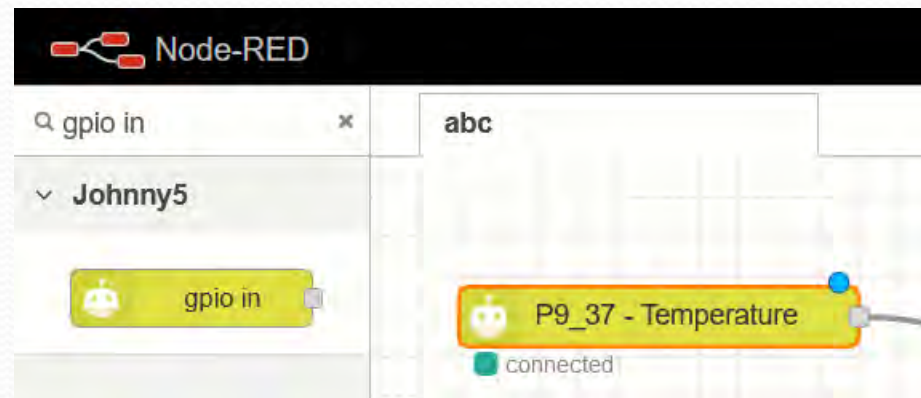 Node-RED
gpio in ×
abc
Johnny5
gpio in
P9_37 - Temperature
connected